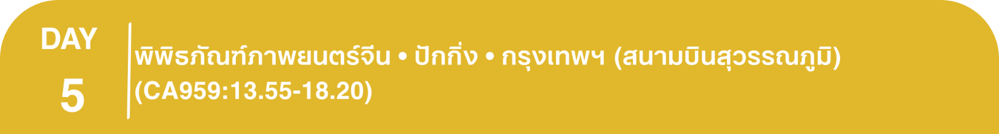 DAY
5
พิพิธภัณฑ์ภาพยนตร์จีน • ปักกิ่ง • กรุงเทพฯ (สนามบินสุวรรณภูมิ)
(CA959:13.55-18.20)